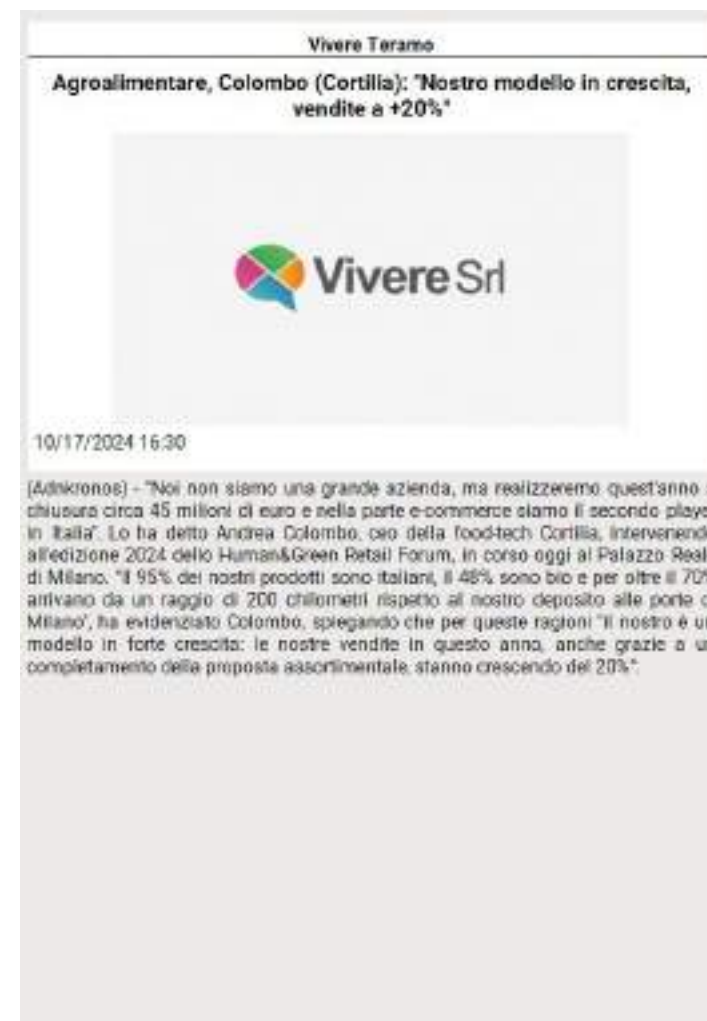 Vivere Teramo
Agroalimentare, Colombo (Cortilia): "Nostro modello in crescita,
vendite a +20%"
Vivere Srl
10/17/2024 16:30
(Adnkronos) - "Noi non siamo una grande azienda, ma realizzeremo quest'anno
chiusura circa 45 milioni di euro e nella parte e-commerce siamo il secondo playe
in Italia". Lo ha detto Andrea Colombo, ceo della food-tech Cortilia, intervenend
all'edizione 2024 dello Human&Green Retail Forum, in corso oggi al Palazzo Real
di Milano. "Il 95% dei nostri prodotti sono italiani, il 48% sono bio e per oltre il 70%
arrivano da un raggio di 200 chilometri rispetto al nostro deposito alle porte d
Milano", ha evidenziato Colombo, spiegando che per queste ragioni "il nostro è u
modello in forte crescita: le nostre vendite in questo anno, anche grazie a u
completamento della proposta assortimentale, stanno crescendo del 20%".